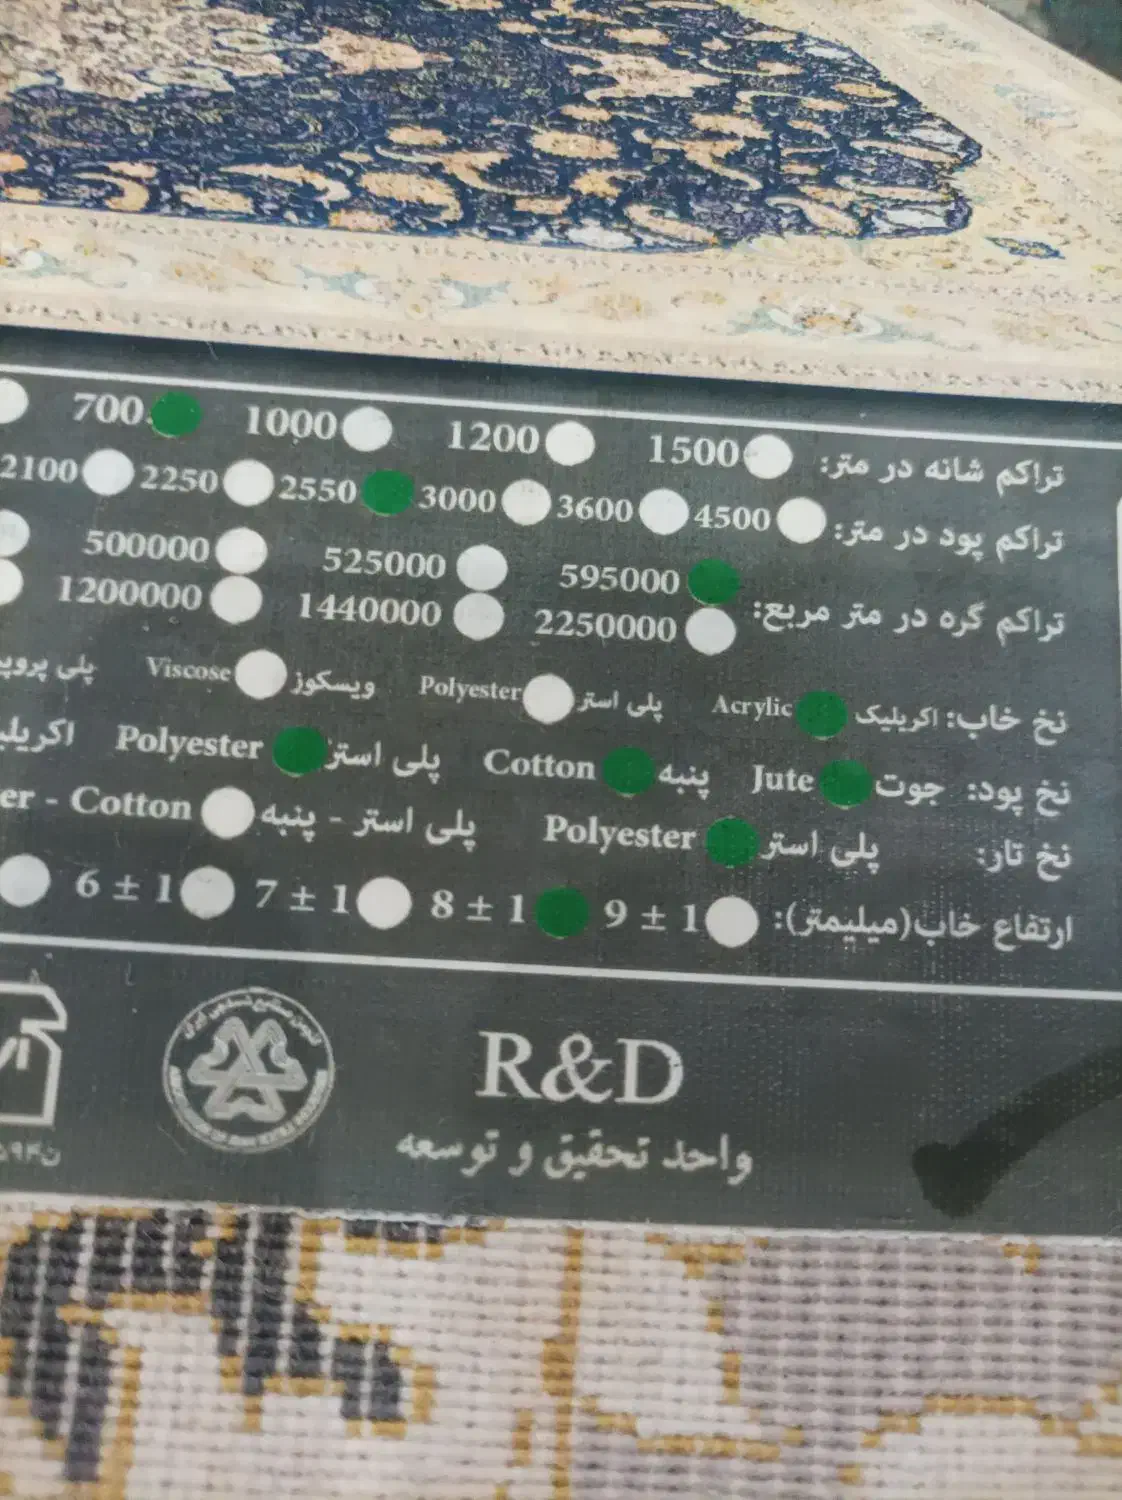 تراکم شانه در متر: 1500 1200 1000 700
تراکم پود در متر: 4500 3600 3000 2550 2250 2100
تراکم گره در متر مربع: 595000 525000 500000
2250000 1440000 1200000
نخ خاب: اکریلیک Acrylic پلی استر Polyester ویسکوز Viscose پلی
نخ پود: جوت Jute پنبه Cotton پلی استر Polyester
نخ تار: پلی استر Polyester پلی استر - پنبه er - Cotton
ارتفاع خاب(میلیمتر): 9 ± 1 8 ± 1 7 ± 1 6 ± 1
R&D
واحد تحقیق و توسعه